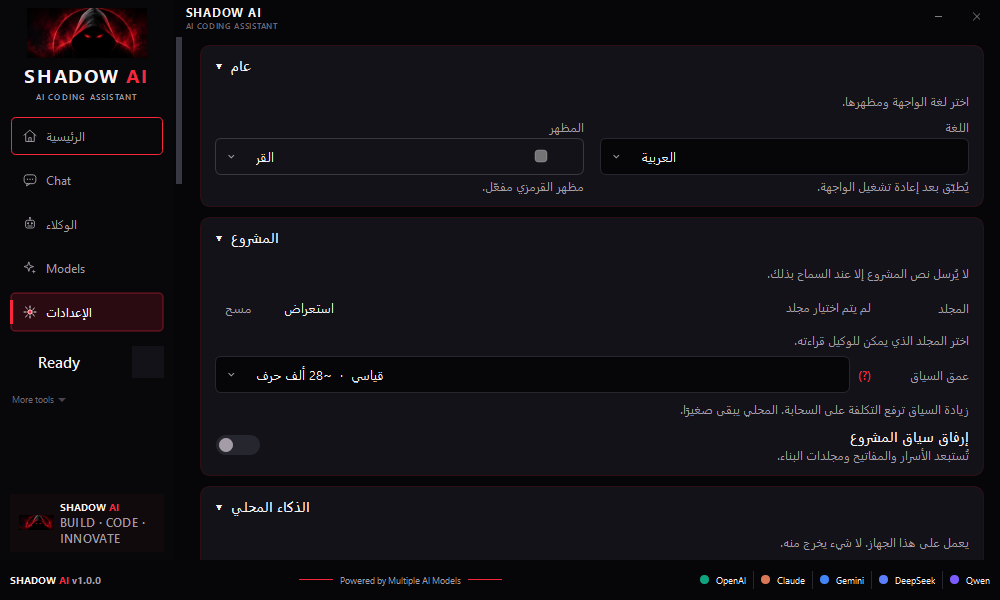 SHADOW AI
AI CODING ASSISTANT
الرئيسية
Chat
الوكلاء
Models
الإعدادات
Ready
More tools
SHADOW AI
BUILD · CODE ·
INNOVATE
SHADOW AI
AI CODING ASSISTANT
عام
اختر لغة الواجهة ومظهرها.
اللغة
المظهر
العربية
القر
يُطبّق بعد إعادة تشغيل الواجهة.
مظهر القرمزي مفعّل.
المشروع
لا يُرسل نص المشروع إلا عند السماح بذلك.
المجلد
لم يتم اختيار مجلد
استعراض
مسح
اختر المجلد الذي يمكن للوكيل قراءته.
عمق السياق
(?)
قياسي · ~28 ألف حرف
زيادة السياق ترفع التكلفة على السحابة. المحلي يبقى صغيرًا.
إرفاق سياق المشروع
تُستبعد الأسرار والمفاتيح ومجلدات البناء.
الذكاء المحلي
يعمل على هذا الجهاز. لا شيء يخرج منه.
SHADOW AI v1.0.0
Powered by Multiple AI Models
OpenAI
Claude
Gemini
DeepSeek
Qwen